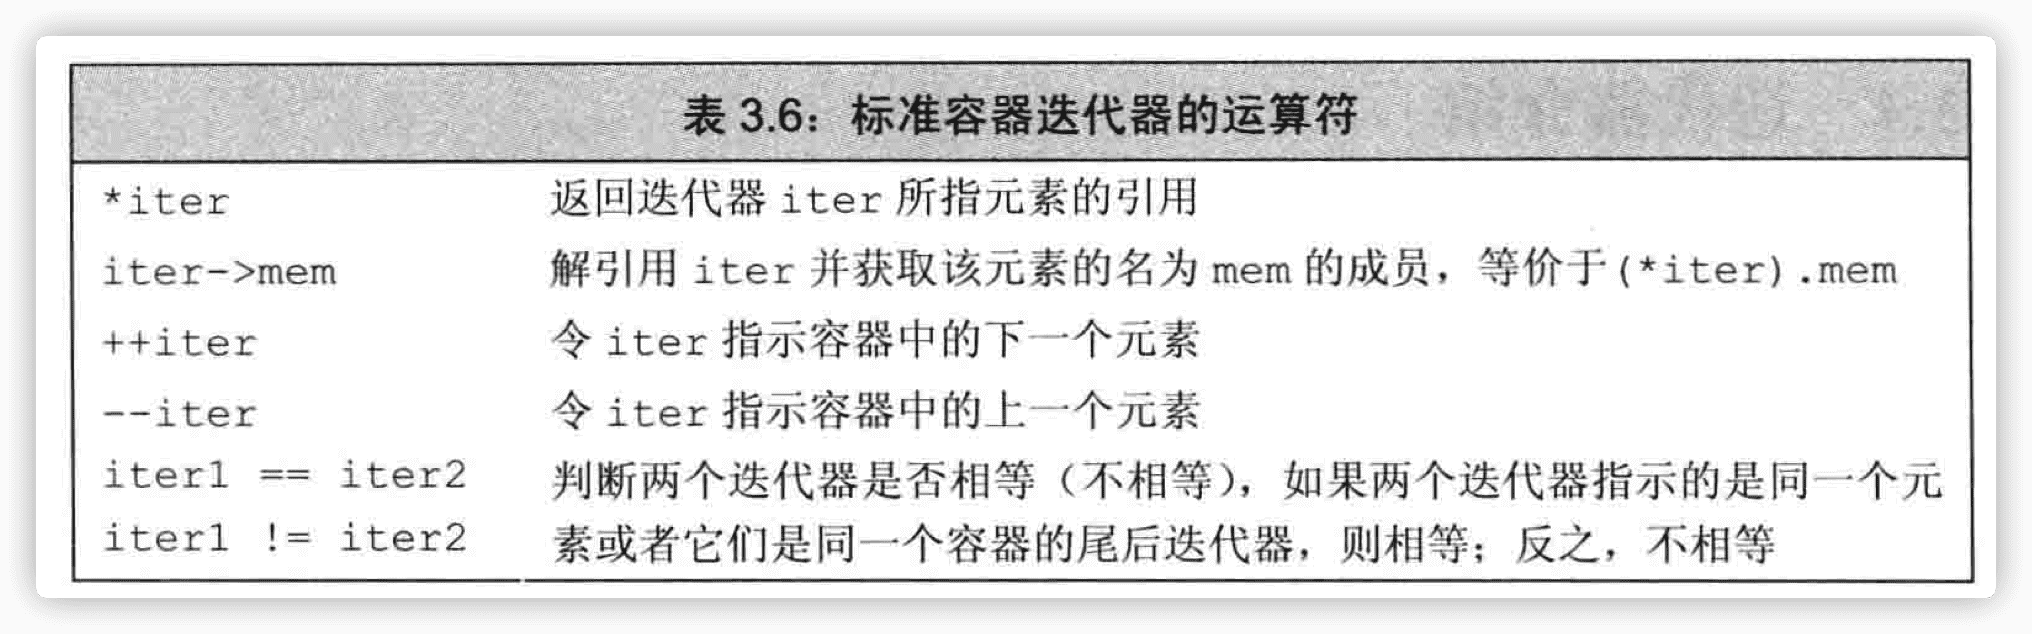 表 3.6：标准容器迭代器的运算符
*iter 返回迭代器 iter 所指元素的引用
iter->mem 解引用 iter 并获取该元素的名为 mem 的成员，等价于(*iter).mem
++iter 令 iter 指示容器中的下一个元素
--iter 令 iter 指示容器中的上一个元素
iter1 == iter2 判断两个迭代器是否相等（不相等），如果两个迭代器指示的是同一个元
iter1 != iter2 素或者它们是同一个容器的尾后迭代器，则相等；反之，不相等